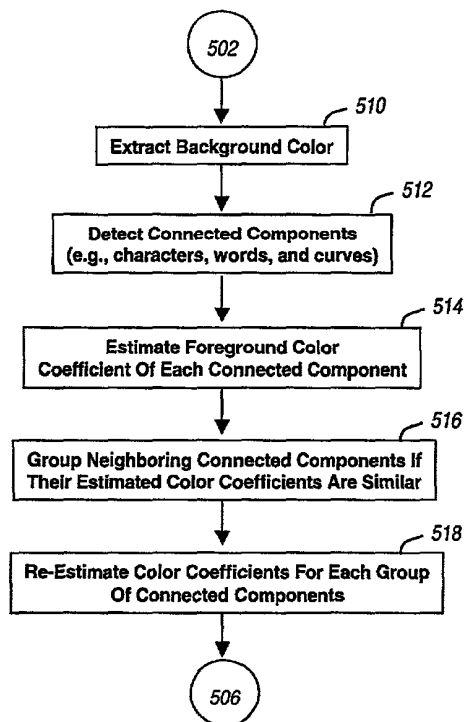 502
510
Extract Background Color
512
Detect Connected Components
(e.g., characters, words, and curves)
514
Estimate Foreground Color
Coefficient Of Each Connected Component
516
Group Neighboring Connected Components If
Their Estimated Color Coefficients Are Similar
518
Re-Estimate Color Coefficients For Each Group
Of Connected Components
506